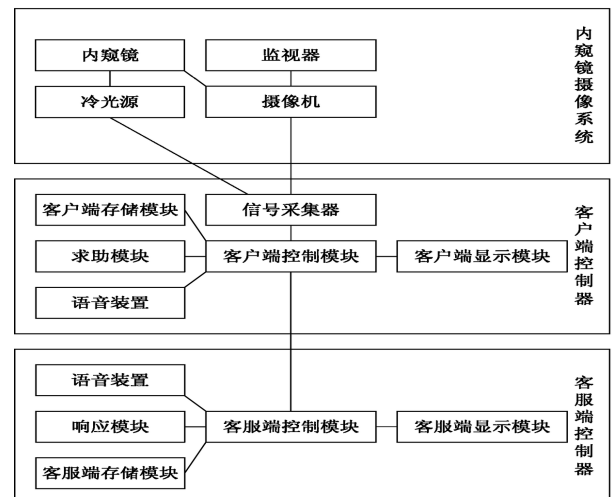 内窥镜
监视器
冷光源
摄像机
内窥镜摄像系统
客户端存储模块
信号采集器
求助模块
客户端控制模块
客户端显示模块
语音装置
客户端控制器
语音装置
响应模块
客服端控制模块
客服端显示模块
客服端存储模块
客服端控制器